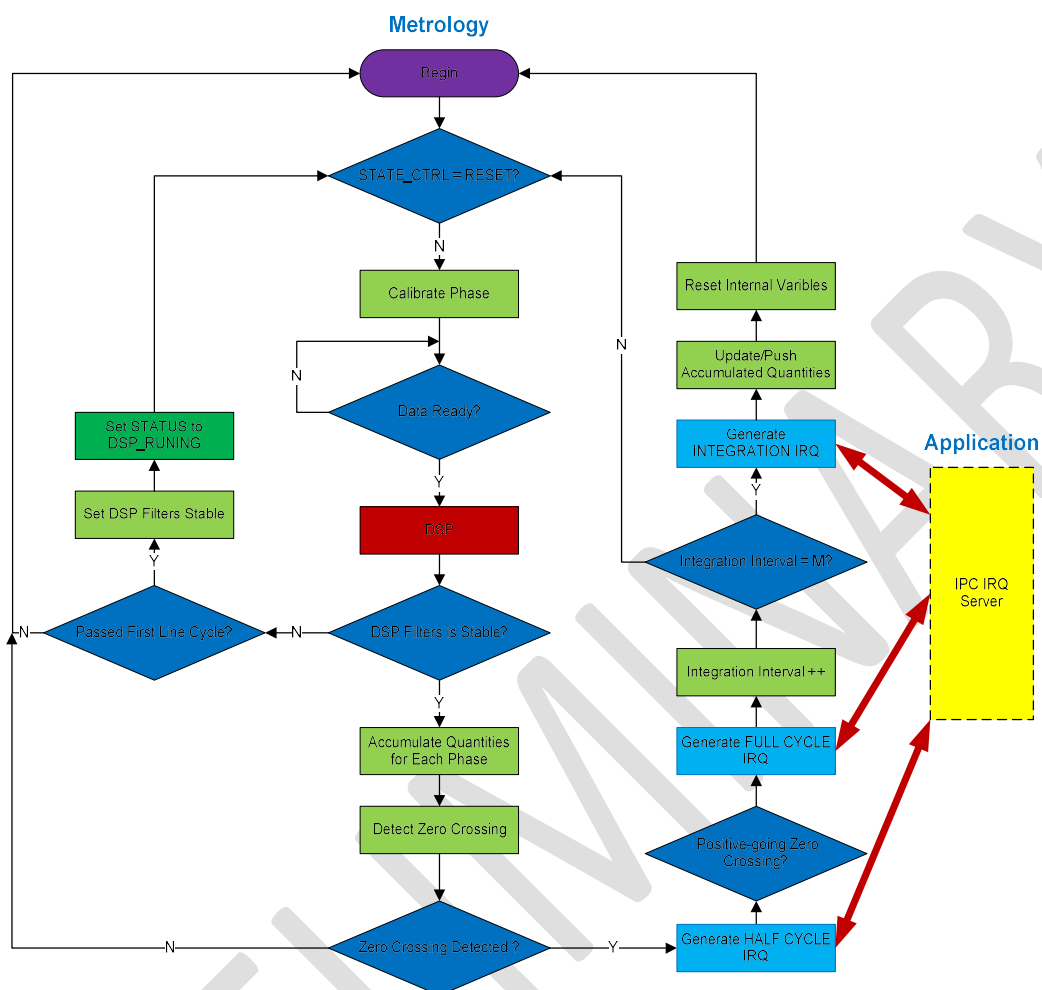 Metrology
Begin
STATE_CTRL = RESET?
N
Calibrate Phase
N
Data Ready?
Y
DSP
DSP Filters is Stable?
N
Passed First Line Cycle?
N
Y
Set DSP Filters Stable
Set STATUS to
DSP_RUNING
Y
Accumulate Quantities
for Each Phase
Detect Zero Crossing
Zero Crossing Detected ?
N
Y
Generate HALF CYCLE
IRQ
Positive-going Zero
Crossing?
Generate FULL CYCLE
IRQ
Integration Interval ++
Integration Interval = M?
N
Y
Generate
INTEGRATION IRQ
Update/Push
Accumulated Quantities
Reset Internal Varibles
Application
IPC IRQ
Server